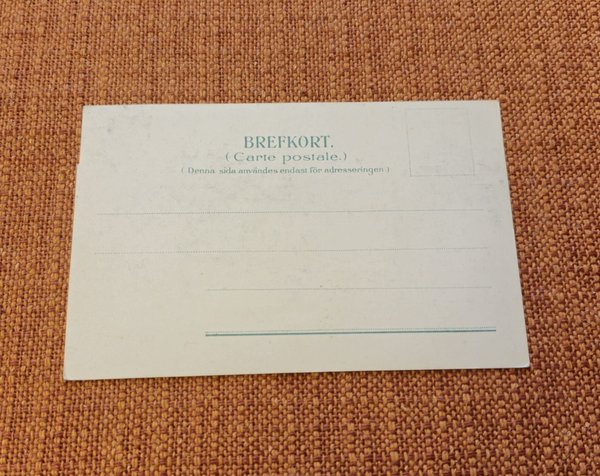 BREFKORT.
(Carte postale.)
(Denna sida användes endast för adresseringen)